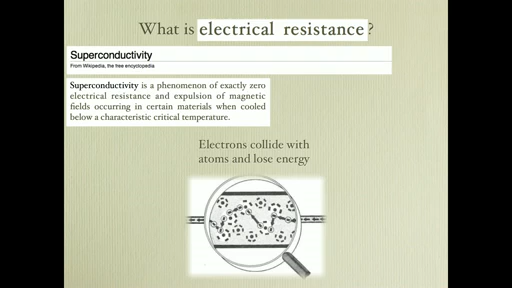 What is electrical resistance?
Superconductivity
From Wikipedia, the free encyclopedia
Superconductivity is a phenomenon of exactly zero
electrical resistance and expulsion of magnetic
fields occurring in certain materials when cooled
below a characteristic critical temperature.
Electrons collide with
atoms and lose energy